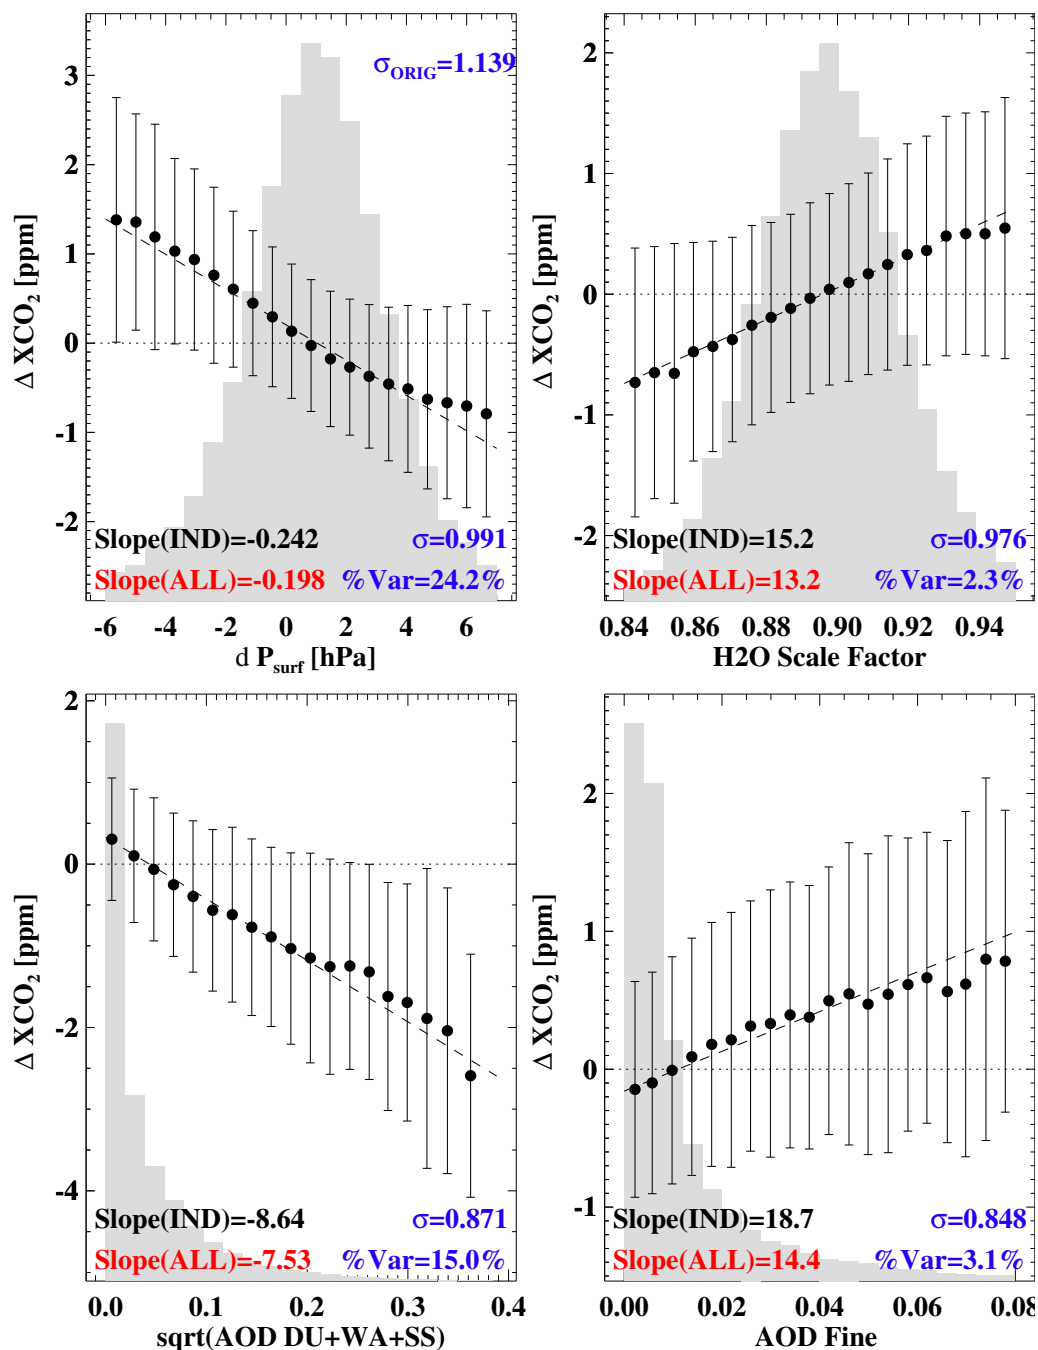 σORIG=1.139
3
2
1
0
-1
-2
Δ XCO2 [ppm]
Slope(IND)=-0.242
σ=0.991
Slope(ALL)=-0.198
%Var=24.2%
-6 -4 -2 0 2 4 6
d Psurf [hPa]
2
1
0
-1
-2
Δ XCO2 [ppm]
Slope(IND)=15.2
σ=0.976
Slope(ALL)=13.2
%Var=2.3%
0.84 0.86 0.88 0.90 0.92 0.94
H2O Scale Factor
2
0
-2
-4
Δ XCO2 [ppm]
Slope(IND)=-8.64
σ=0.871
Slope(ALL)=-7.53
%Var=15.0%
0.0 0.1 0.2 0.3 0.4
sqrt(AOD DU+WA+SS)
2
1
0
-1
Δ XCO2 [ppm]
Slope(IND)=18.7
σ=0.848
Slope(ALL)=14.4
%Var=3.1%
0.00 0.02 0.04 0.06 0.08
AOD Fine